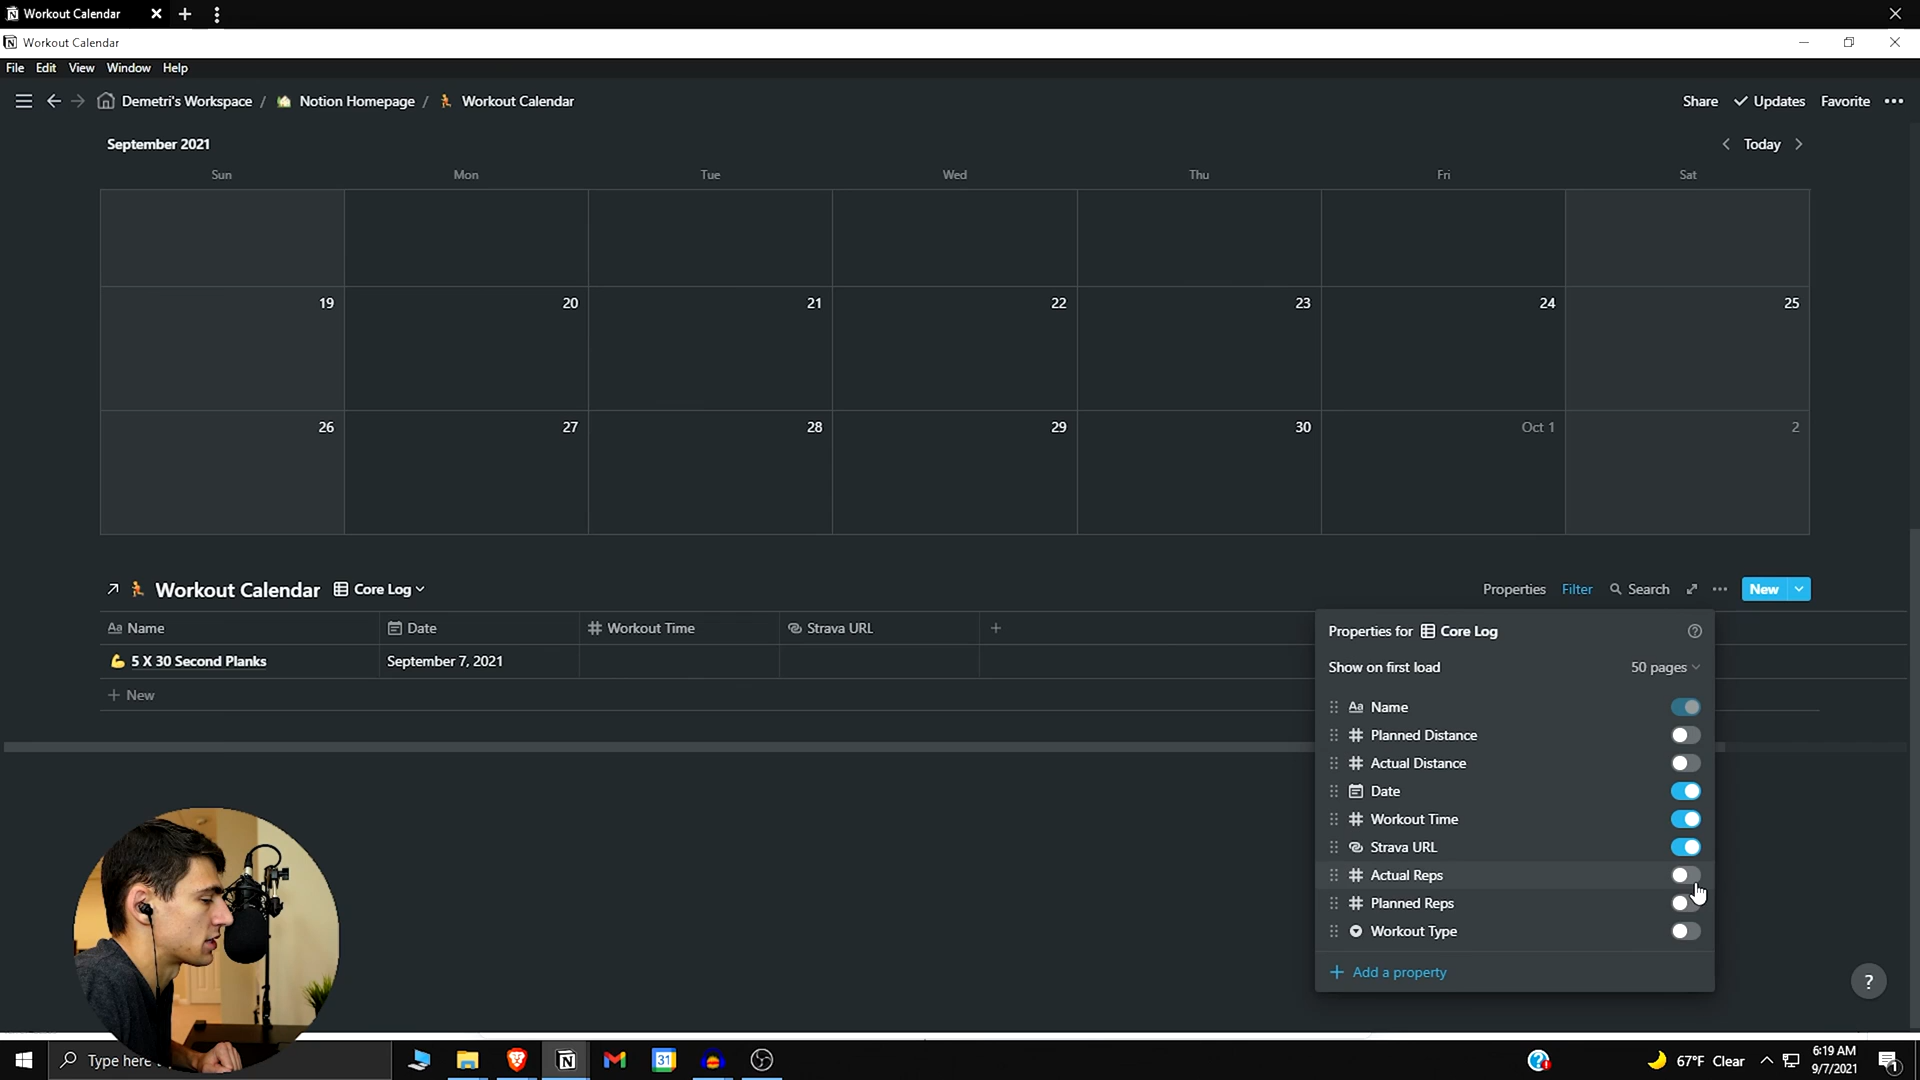 Workout Calendar
Workout Calendar
File Edit View Window Help
Demetri's Workspace / Notion Homepage / Workout Calendar
Share Updates Favorite
September 2021
Today
Sun Mon Tue Wed Thu Fri Sat
19 20 21 22 23 24 25
26 27 28 29 30 Oct 1 2
Workout Calendar Core Log
Properties Filter Search New
Aa Name Date # Workout Time Strava URL +
5 X 30 Second Planks September 7, 2021
+ New
Properties for Core Log
Show on first load 50 pages
Aa Name
# Planned Distance
# Actual Distance
Date
# Workout Time
Strava URL
# Actual Reps
# Planned Reps
Workout Type
+ Add a property
?
Type here
31
67°F Clear
6:19 AM
9/7/2021
1